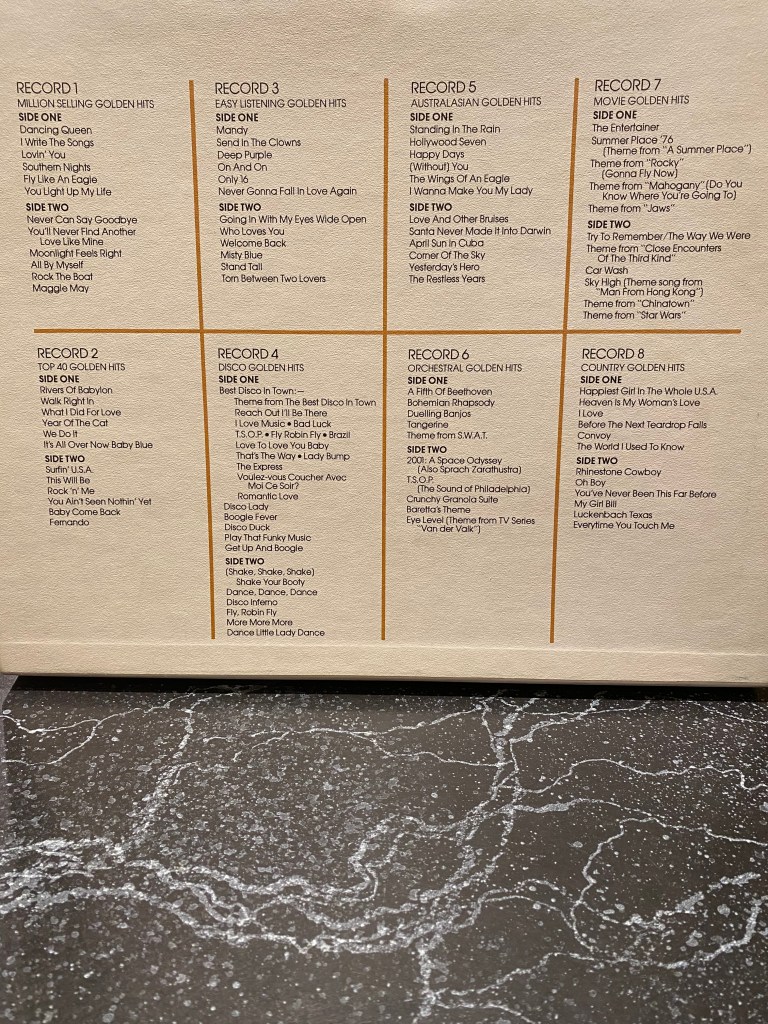 RECORD 1
MILLION SELLING GOLDEN HITS
SIDE ONE
Dancing Queen
I Write The Songs
Lovin' You
Southern Nights
Fly Like An Eagle
You Light Up My Life
SIDE TWO
Never Can Say Goodbye
You'll Never Find Another
Love Like Mine
Moonlight Feels Right
All By Myself
Rock The Boat
Maggie May
RECORD 3
EASY LISTENING GOLDEN HITS
SIDE ONE
Mandy
Send In The Clowns
Deep Purple
On And On
Only 16
Never Gonna Fall In Love Again
SIDE TWO
Going In With My Eyes Wide Open
Who Loves You
Welcome Back
Misty Blue
Stand Tall
Torn Between Two Lovers
RECORD 5
AUSTRALASIAN GOLDEN HITS
SIDE ONE
Standing In The Rain
Hollywood Seven
Happy Days
(Without) You
The Wings Of An Eagle
I Wanna Make You My Lady
SIDE TWO
Love And Other Bruises
Santa Never Made It into Darwin
April Sun in Cuba
Corner Of The Sky
Yesterday's Hero
The Restless Years
RECORD 7
MOVIE GOLDEN HITS
SIDE ONE
The Entertainer
Summer Place '76
(Theme from "A Summer Place")
Theme from "Rocky"
(Gonna Fly Now)
Theme from "Mahogany" (Do You
Know Where You're Going To)
Theme from "Jaws"
SIDE TWO
Try To Remember/The Way We Were
Theme from "Close Encounters
Of The Third Kind"
Car Wash
Sky High (Theme song from
"Man From Hong Kong")
Theme from "Chinatown"
Theme from "Star Wars"
RECORD 2
TOP 40 GOLDEN HITS
SIDE ONE
Rivers Of Babylon
Walk Right In
What I Did For Love
Year Of The Cat
We Do It
It's All Over Now Baby Blue
SIDE TWO
Surfin' U.S.A.
This Will Be
Rock 'n' Me
You Ain't Seen Nothin' Yet
Baby Come Back
Fernando
RECORD 4
DISCO GOLDEN HITS
SIDE ONE
Best Disco In Town:—
Theme from The Best Disco In Town
Reach Out I'll Be There
I Love Music • Bad Luck
T.S.O.P. • Fly Robin Fly • Brazil
Love To Love You Baby
That's The Way • Lady Bump
The Express
Voulez-vous Coucher Avec
Moi Ce Soir?
Romantic Love
Disco Lady
Boogie Fever
Disco Duck
Play That Funky Music
Get Up And Boogie
SIDE TWO
(Shake, Shake, Shake)
Shake Your Booty
Dance, Dance, Dance
Disco Inferno
Fly, Robin Fly
More More More
Dance Little Lady Dance
RECORD 6
ORCHESTRAL GOLDEN HITS
SIDE ONE
A Fifth Of Beethoven
Bohemian Rhapsody
Duelling Banjos
Tangerine
Theme from S.W.A.T.
SIDE TWO
2001: A Space Odyssey
(Also Sprach Zarathustra)
T.S.O.P.
(The Sound of Philadelphia)
Crunchy Granola Suite
Baretta's Theme
Eye Level (Theme from TV Series
"Van der Valk")
RECORD 8
COUNTRY GOLDEN HITS
SIDE ONE
Happiest Girl In The Whole U.S.A.
Heaven Is My Woman's Love
I Love
Before The Next Teardrop Falls
Convoy
The World I Used To Know
SIDE TWO
Rhinestone Cowboy
Oh Boy
You've Never Been This Far Before
My Girl Bill
Luckenbach Texas
Everytime You Touch Me